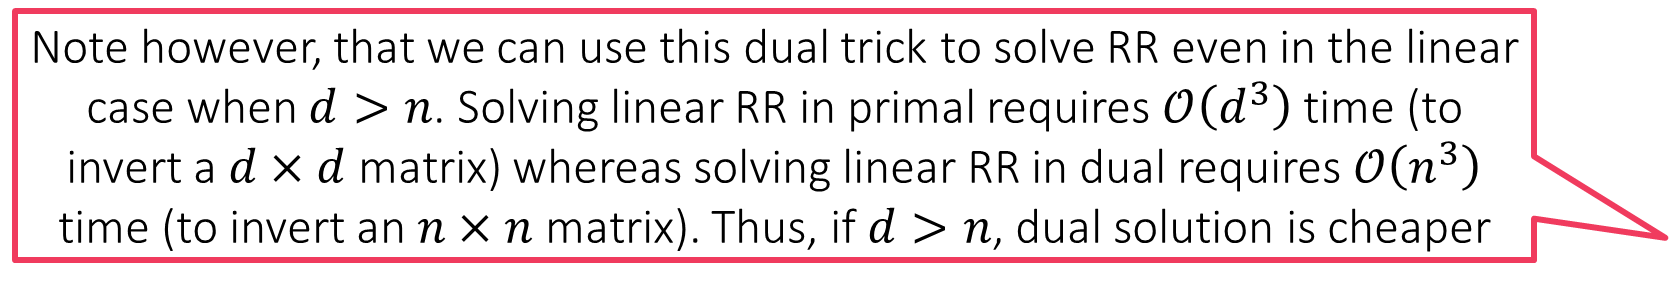 Note however, that we can use this dual trick to solve RR even in the linear
case when 𝒅 > 𝒏. Solving linear RR in primal requires 𝒪(𝒅³) time (to
invert a 𝒅 × 𝒅 matrix) whereas solving linear RR in dual requires 𝒪(𝒏³)
time (to invert an 𝒏 × 𝒏 matrix). Thus, if 𝒅 > 𝒏, dual solution is cheaper